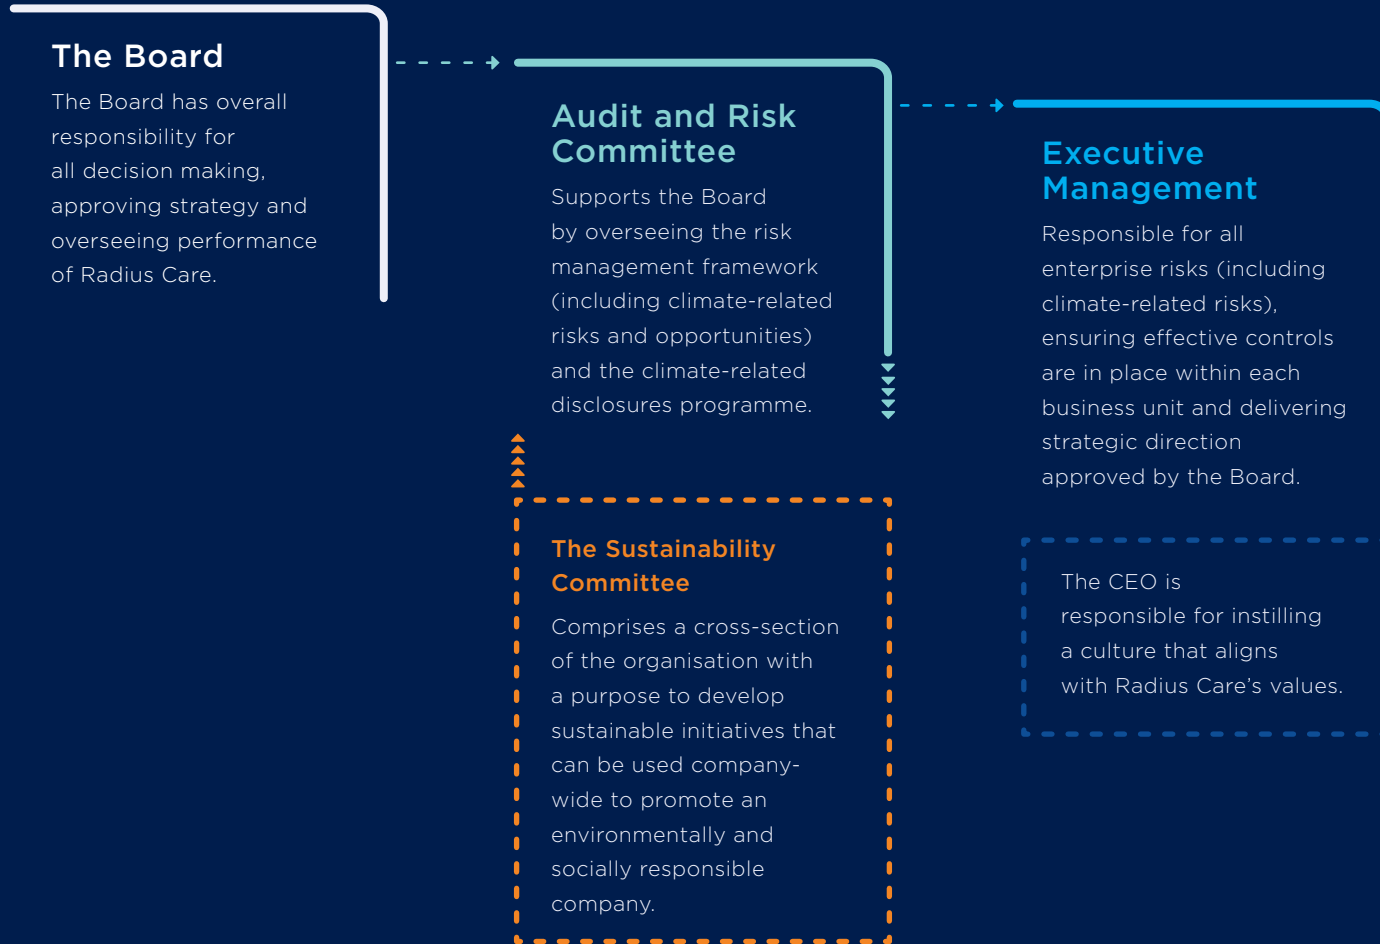 The Board
The Board has overall
responsibility for
all decision making,
approving strategy and
overseeing performance
of Radius Care.
Audit and Risk
Committee
Supports the Board
by overseeing the risk
management framework
(including climate-related
risks and opportunities)
and the climate-related
disclosures programme.
The Sustainability
Committee
Comprises a cross-section
of the organisation with
a purpose to develop
sustainable initiatives that
can be used company-
wide to promote an
environmentally and
socially responsible
company.
Executive
Management
Responsible for all
enterprise risks (including
climate-related risks),
ensuring effective controls
are in place within each
business unit and delivering
strategic direction
approved by the Board.
The CEO is
responsible for instilling
a culture that aligns
with Radius Care’s values.